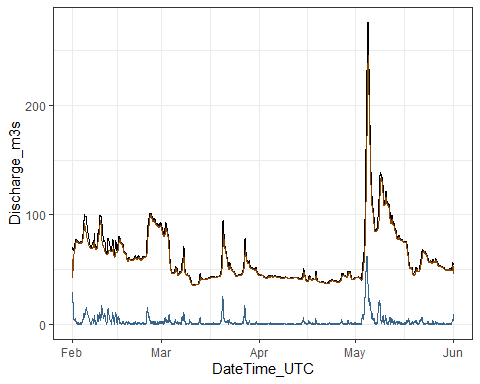 Discharge_m3s
200
100
0
Feb Mar Apr May Jun
DateTime_UTC